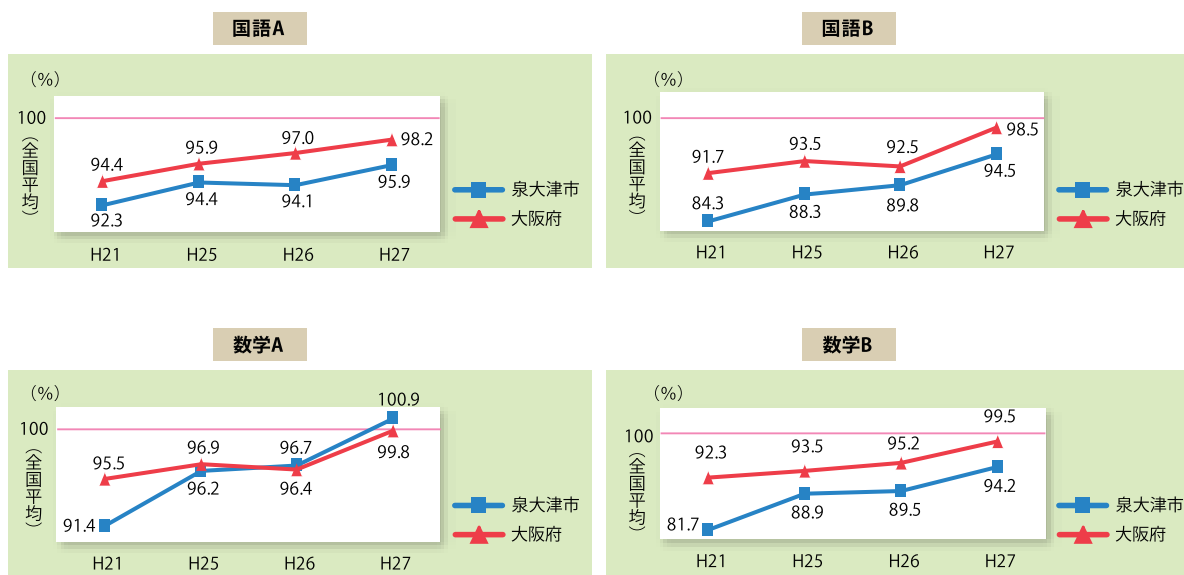 国語A
(%)
100
(全国平均)
94.4
95.9
97.0
98.2
92.3
94.4
94.1
95.9
H21
H25
H26
H27
泉大津市
大阪府
国語B
(%)
100
(全国平均)
91.7
93.5
92.5
98.5
84.3
88.3
89.8
94.5
H21
H25
H26
H27
泉大津市
大阪府
数学A
(%)
100
(全国平均)
95.5
96.9
96.7
100.9
91.4
96.2
96.4
99.8
H21
H25
H26
H27
泉大津市
大阪府
数学B
(%)
100
(全国平均)
92.3
93.5
95.2
99.5
81.7
88.9
89.5
94.2
H21
H25
H26
H27
泉大津市
大阪府